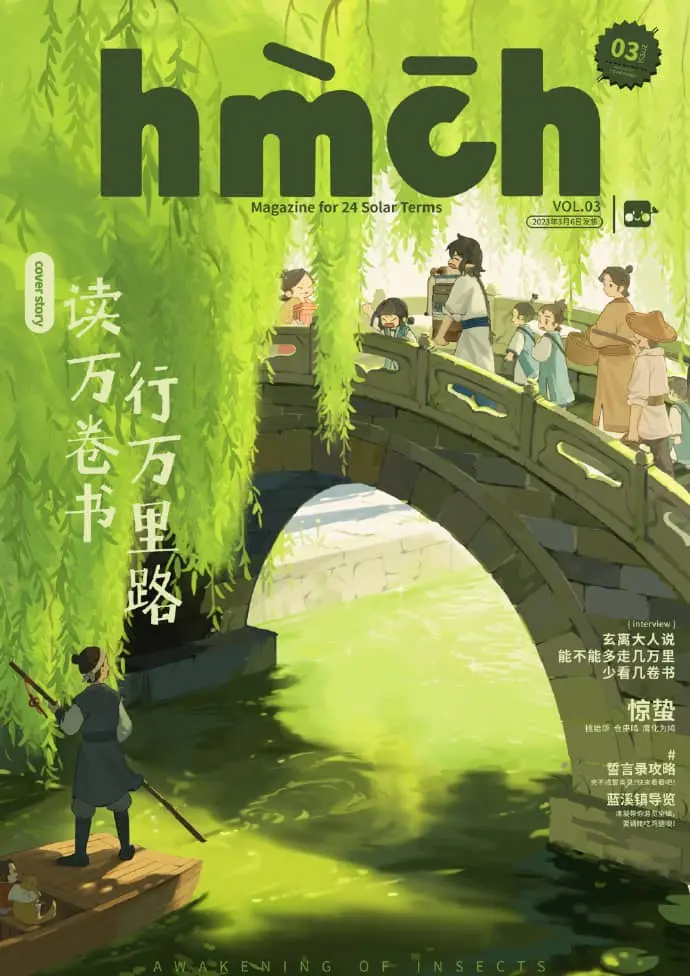 hmch
03
Magazine for 24 Solar Terms
VOL.03
2023年3月6日发售
cover story
读万卷书
行万里路
( interview )
玄离大人说
能不能多走几万里
少看几卷书
惊蛰
桃始华 仓庚鸣 鹰化为鸠
#
誓言录攻略
蓝溪镇导览
AWAKENING OF INSECTS